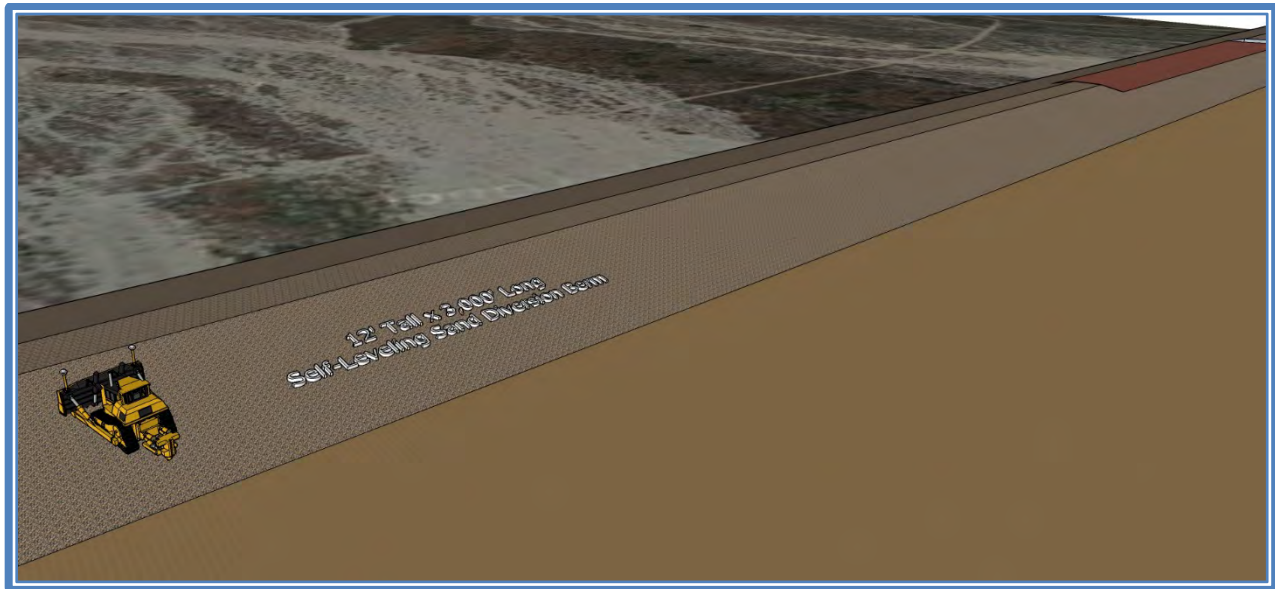 12' Tall x 3,000' Long
Self-Leveling Sand Diversion Berm